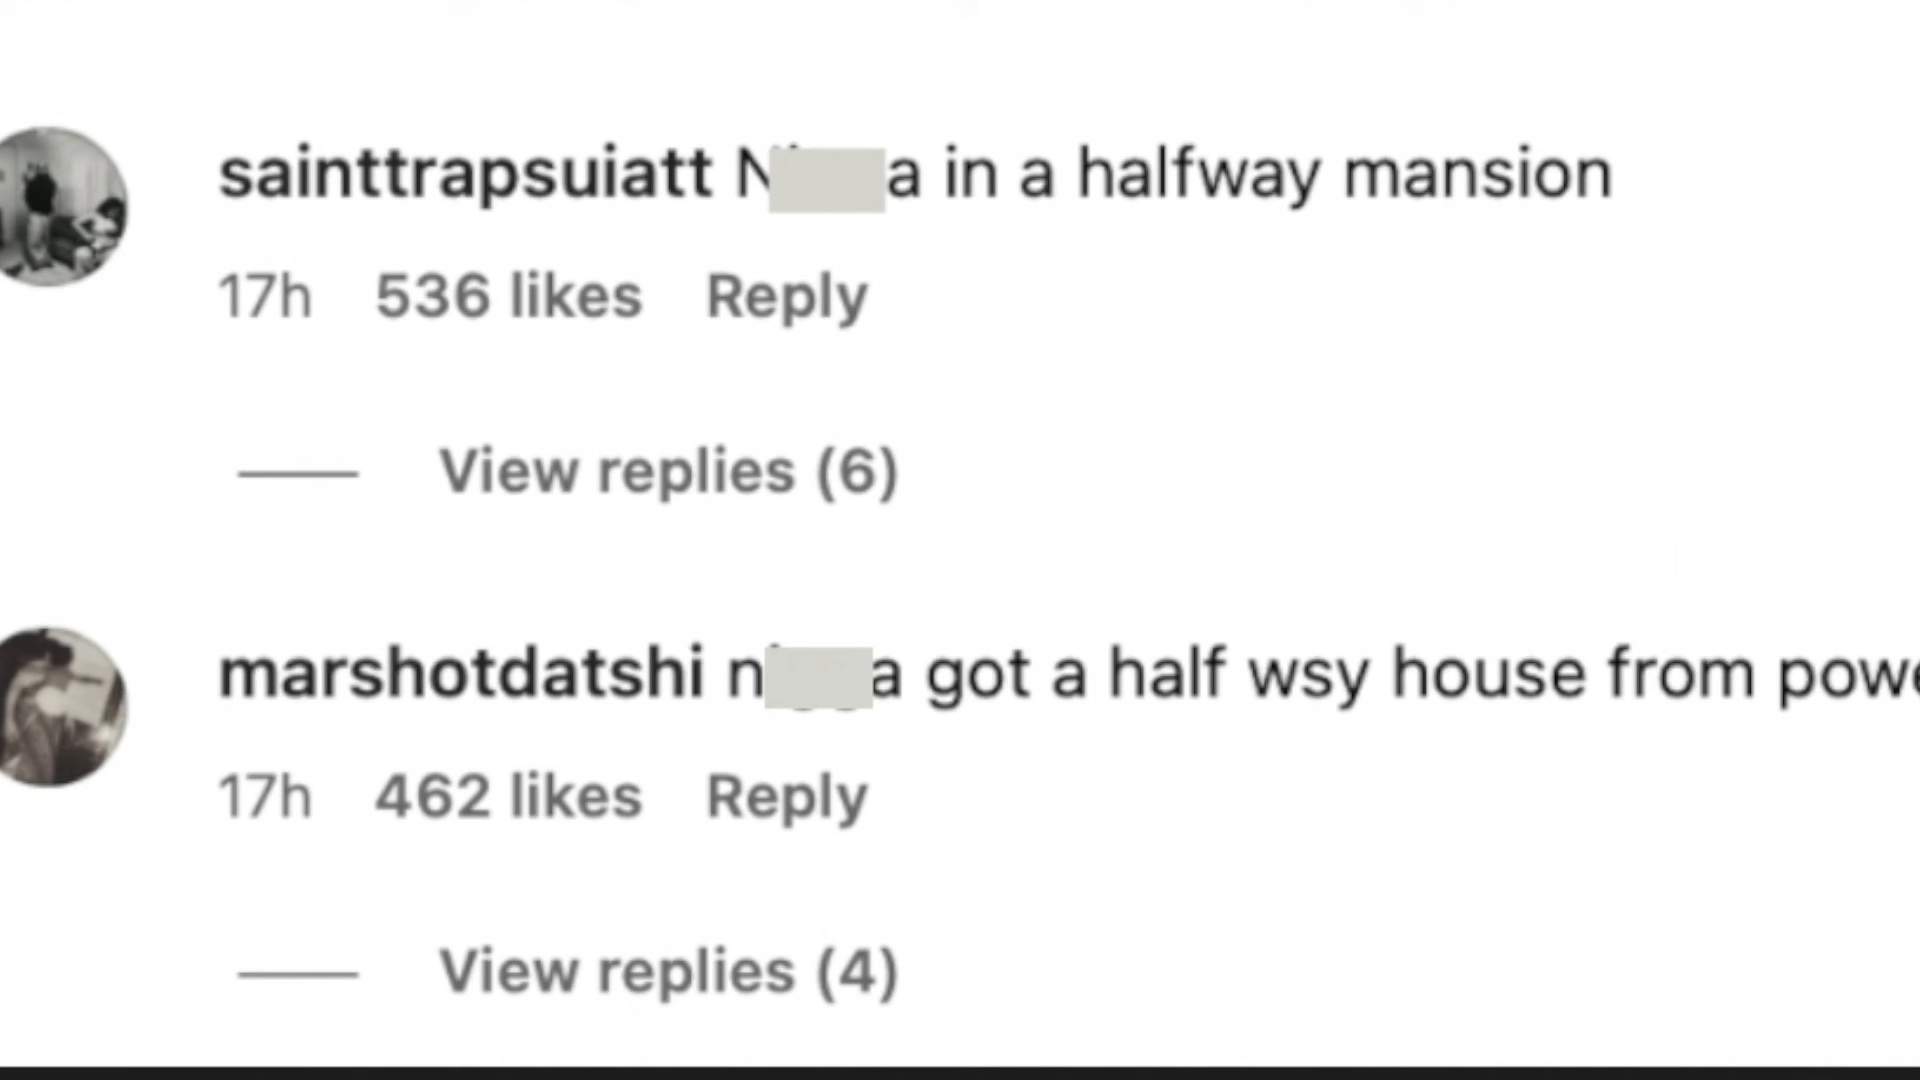 sainttrapsuiatt N a in a halfway mansion
17h 536 likes Reply
View replies (6)
marshotdatshi n a got a half wsy house from
17h 462 likes Reply
View replies (4)